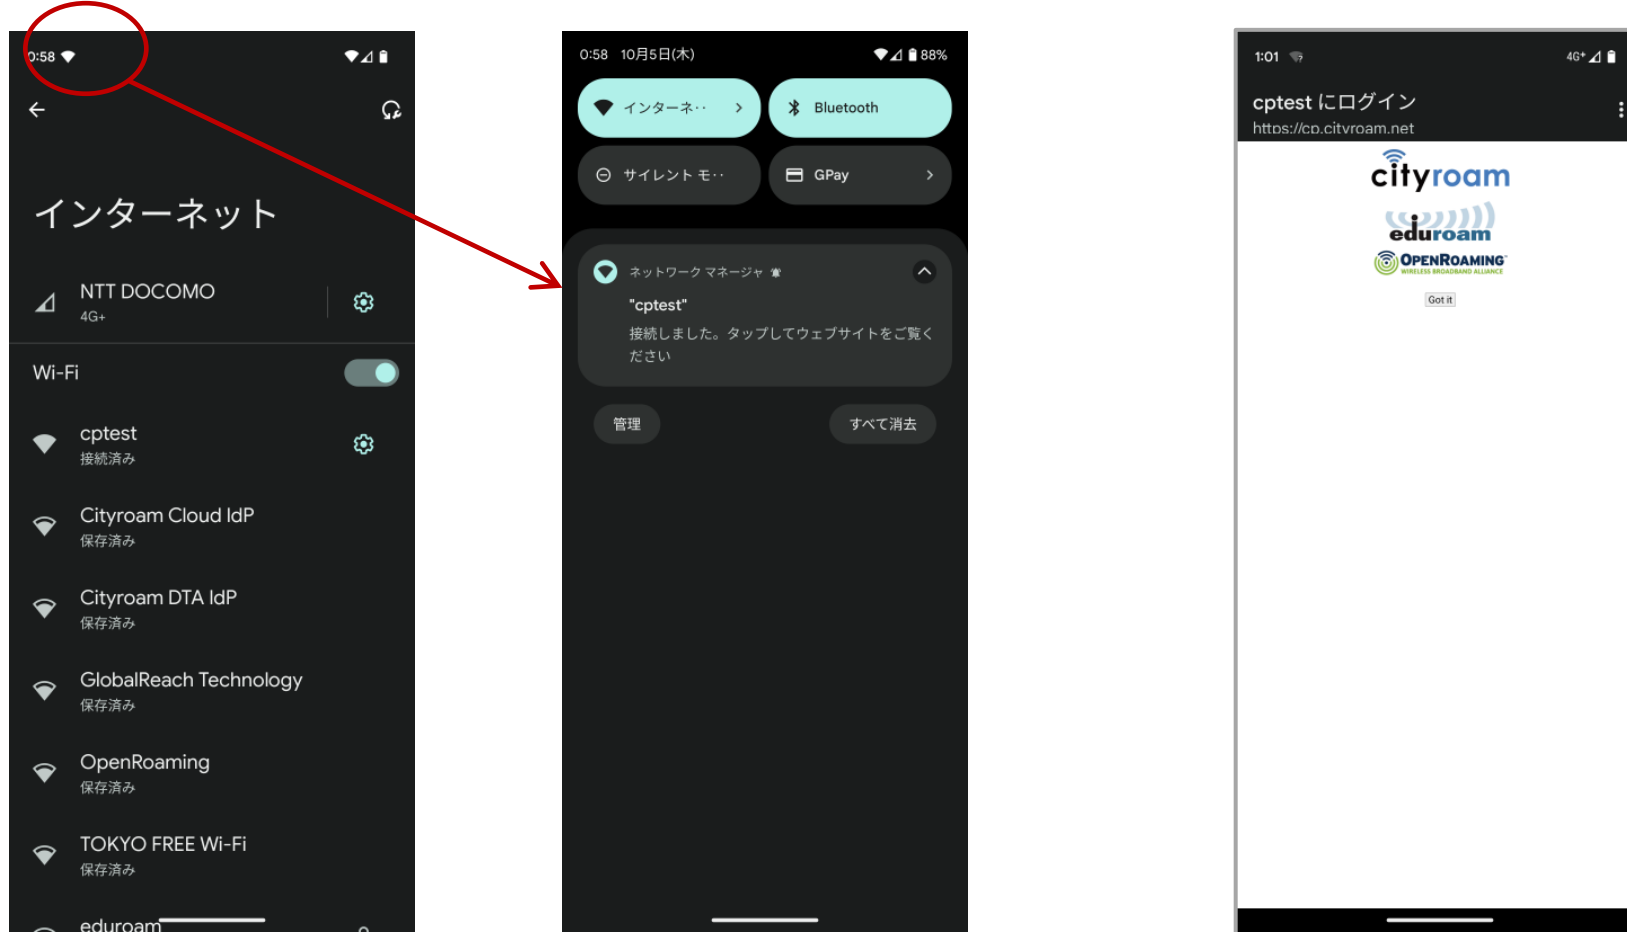 0:58
インターネット
NTT DOCOMO
4G+
Wi-Fi
cptest
接続済み
Cityroam Cloud IdP
保存済み
Cityroam DTA IdP
保存済み
GlobalReach Technology
保存済み
OpenRoaming
保存済み
TOKYO FREE Wi-Fi
保存済み
eduroam
0:58 10月5日(木) 88%
インターネ‥
Bluetooth
サイレント モ‥
GPay
ネットワーク マネージャ
"cptest"
接続しました。タップしてウェブサイトをご覧く
ださい
管理
すべて消去
1:01 4G+
cptest にログイン
https://cp.cityroam.net
cityroam
eduroam
OPENROAMING
WIRELESS BROADBAND ALLIANCE
Got it